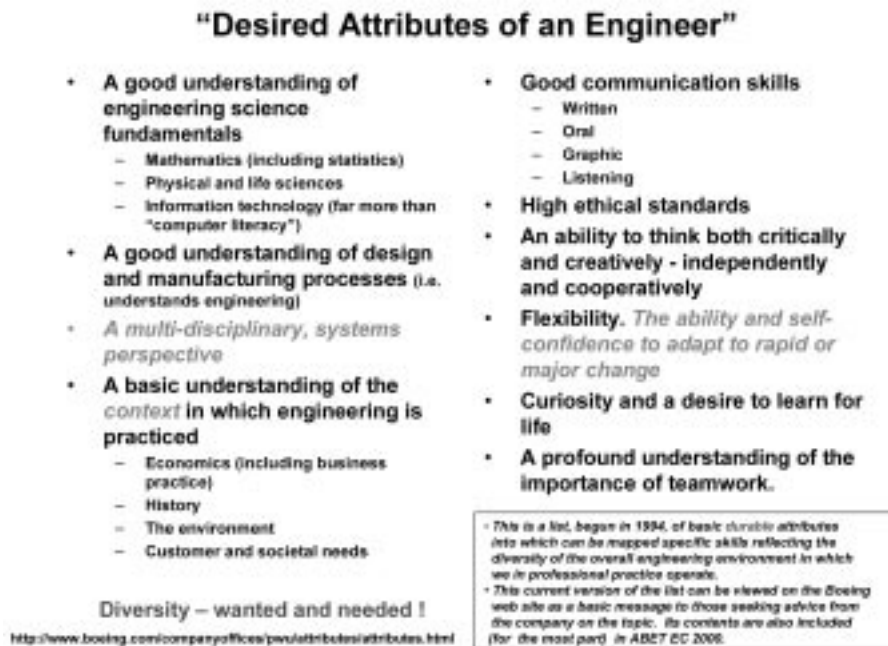 “Desired Attributes of an Engineer”
• A good understanding of
engineering science
fundamentals
– Mathematics (including statistics)
– Physical and life sciences
– Information technology (far more than
“computer literacy”)
• A good understanding of design
and manufacturing processes (i.e.
understands engineering)
• A multi-disciplinary, systems
perspective
• A basic understanding of the
context in which engineering is
practiced
– Economics (including business
practice)
– History
– The environment
– Customer and societal needs
Diversity – wanted and needed !
http://www.boeing.com/companyoffices/pwu/attributes/attributes.html
• Good communication skills
– Written
– Oral
– Graphic
– Listening
• High ethical standards
• An ability to think both critically
and creatively - independently
and cooperatively
• Flexibility. The ability and self-
confidence to adapt to rapid or
major change
• Curiosity and a desire to learn for
life
• A profound understanding of the
importance of teamwork.
• This is a list, begun in 1994, of basic durable attributes
into which can be mapped specific skills reflecting the
diversity of the overall engineering environment in which
we in professional practice operate.
• This current version of the list can be viewed on the Boeing
web site as a basic message to those seeking advice from
the company on the topic. Its contents are also included
(for the most part) in ABET EC 2000.